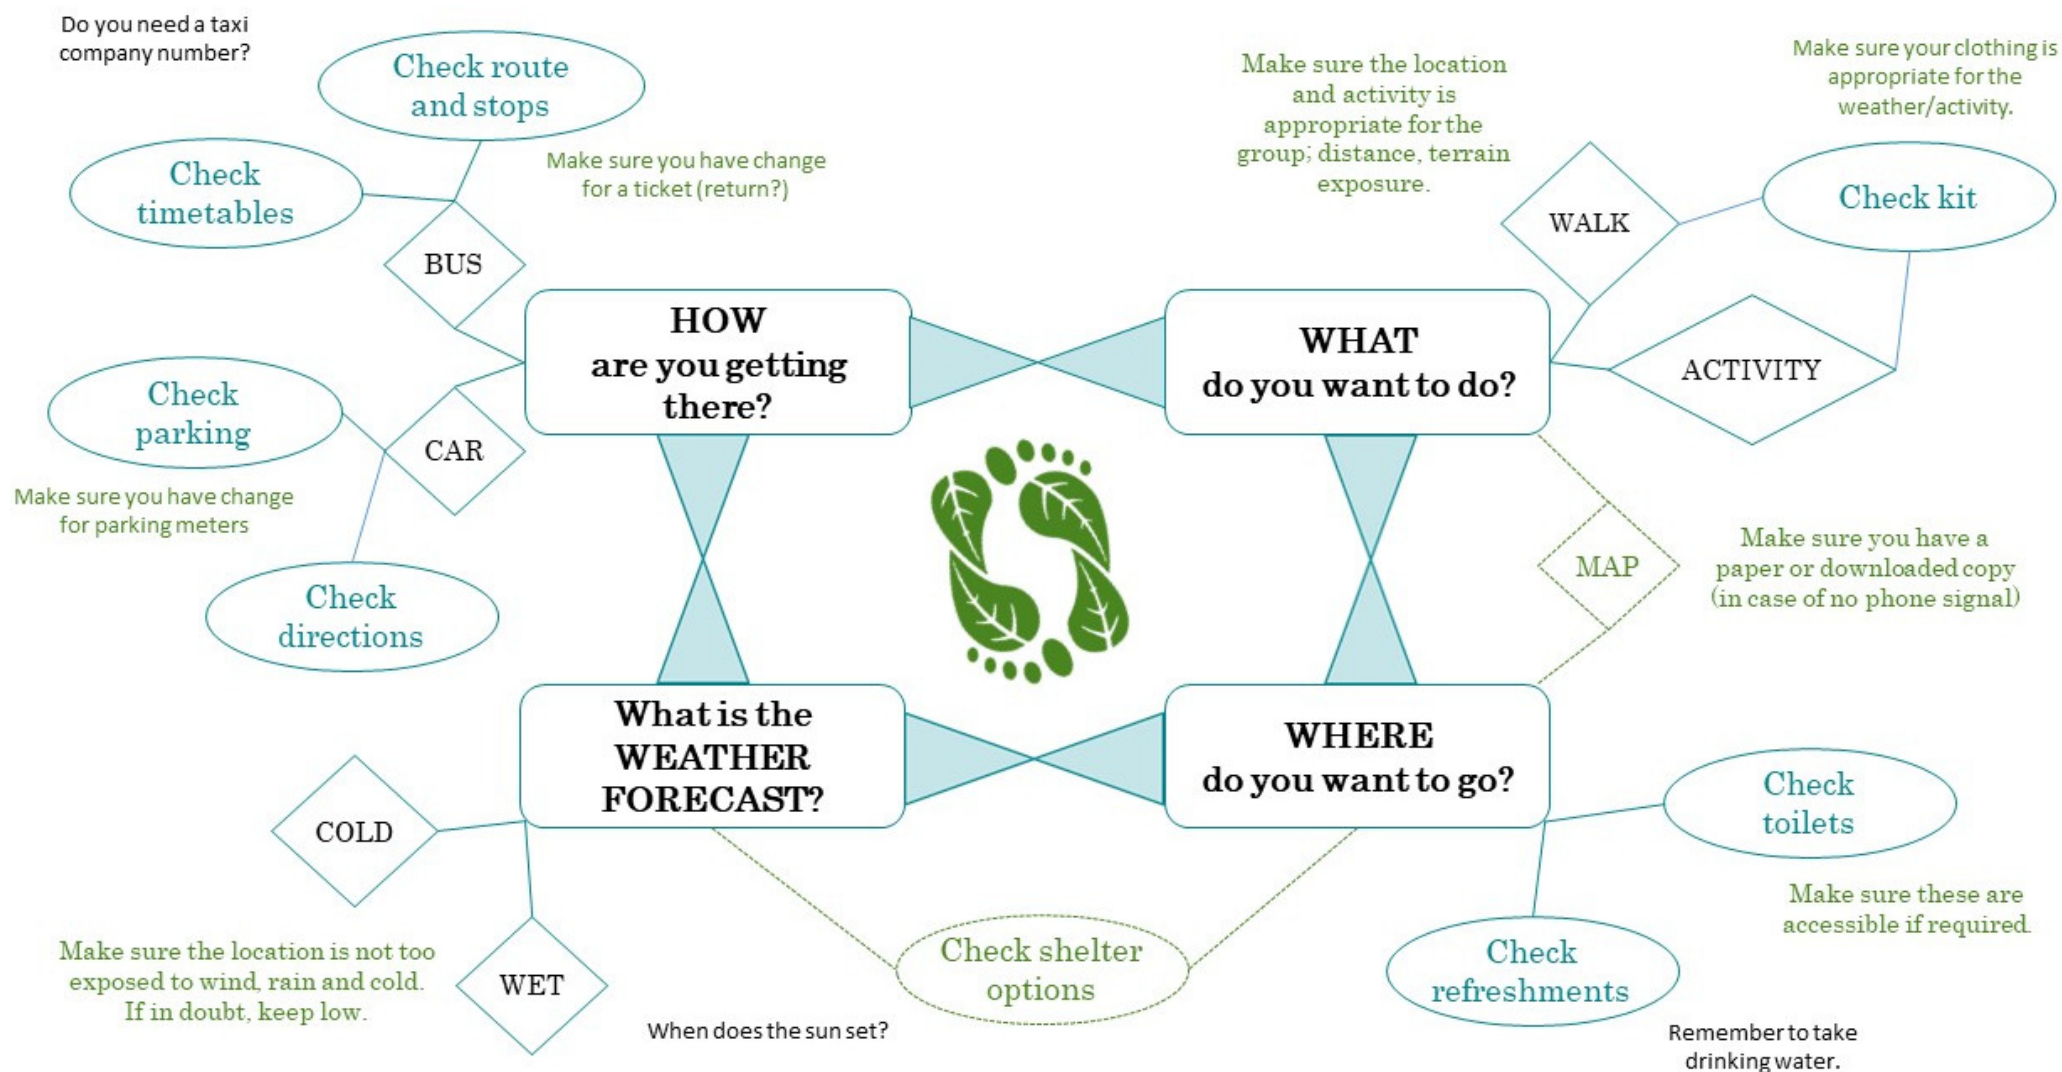 Do you need a taxi
company number?
Check route
and stops
Check
timetables
Make sure you have change
for a ticket (return?)
BUS
HOW
are you getting
there?
Check
parking
CAR
Make sure you have change
for parking meters
Check
directions
Make sure the location
and activity is
appropriate for the
group; distance, terrain
exposure.
Make sure your clothing is
appropriate for the
weather/activity.
WALK
Check kit
WHAT
do you want to do?
ACTIVITY
MAP
Make sure you have a
paper or downloaded copy
(in case of no phone signal)
What is the
WEATHER
FORECAST?
COLD
WET
Make sure the location is not too
exposed to wind, rain and cold.
If in doubt, keep low.
When does the sun set?
Check shelter
options
WHERE
do you want to go?
Check
toilets
Make sure these are
accessible if required.
Check
refreshments
Remember to take
drinking water.